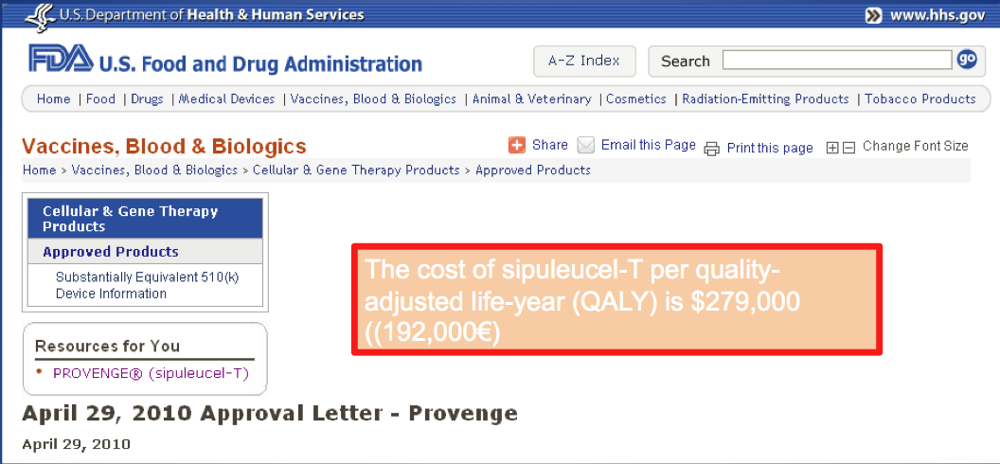 U.S. Department of Health & Human Services
www.hhs.gov
FDA U.S. Food and Drug Administration
A-Z Index
Search
go
Home | Food | Drugs | Medical Devices | Vaccines, Blood & Biologics | Animal & Veterinary | Cosmetics | Radiation-Emitting Products | Tobacco Products
Vaccines, Blood & Biologics
Share Email this Page Print this page Change Font Size
Home > Vaccines, Blood & Biologics > Cellular & Gene Therapy Products > Approved Products
Cellular & Gene Therapy
Products
Approved Products
Substantially Equivalent 510(k)
Device Information
The cost of sipuleucel-T per quality-
adjusted life-year (QALY) is $279,000
((192,000€)
Resources for You
• PROVENGE® (sipuleucel-T)
April 29, 2010 Approval Letter - Provenge
April 29, 2010